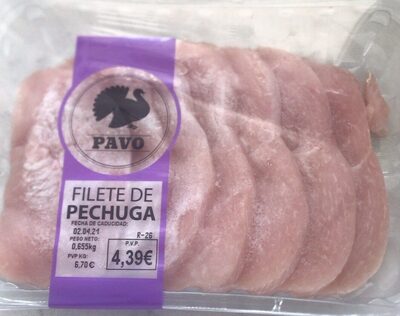 PAVO
FILETE DE
PECHUGA
FECHA DE CADUCIDAD:
02.04.21 R-26
PESO NETO:
0,655kg P.V.P.
PVP KG: 4,39€
6,70€